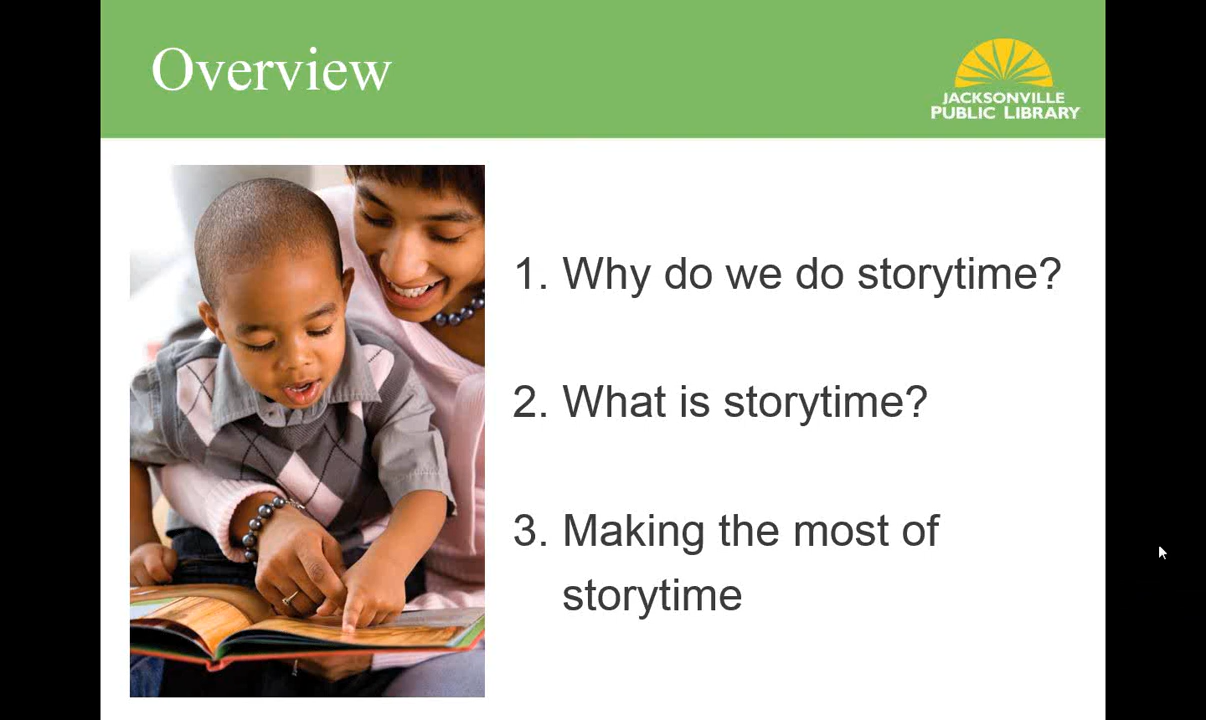 Overview
JACKSONVILLE
PUBLIC LIBRARY
1. Why do we do storytime?
2. What is storytime?
3. Making the most of
storytime